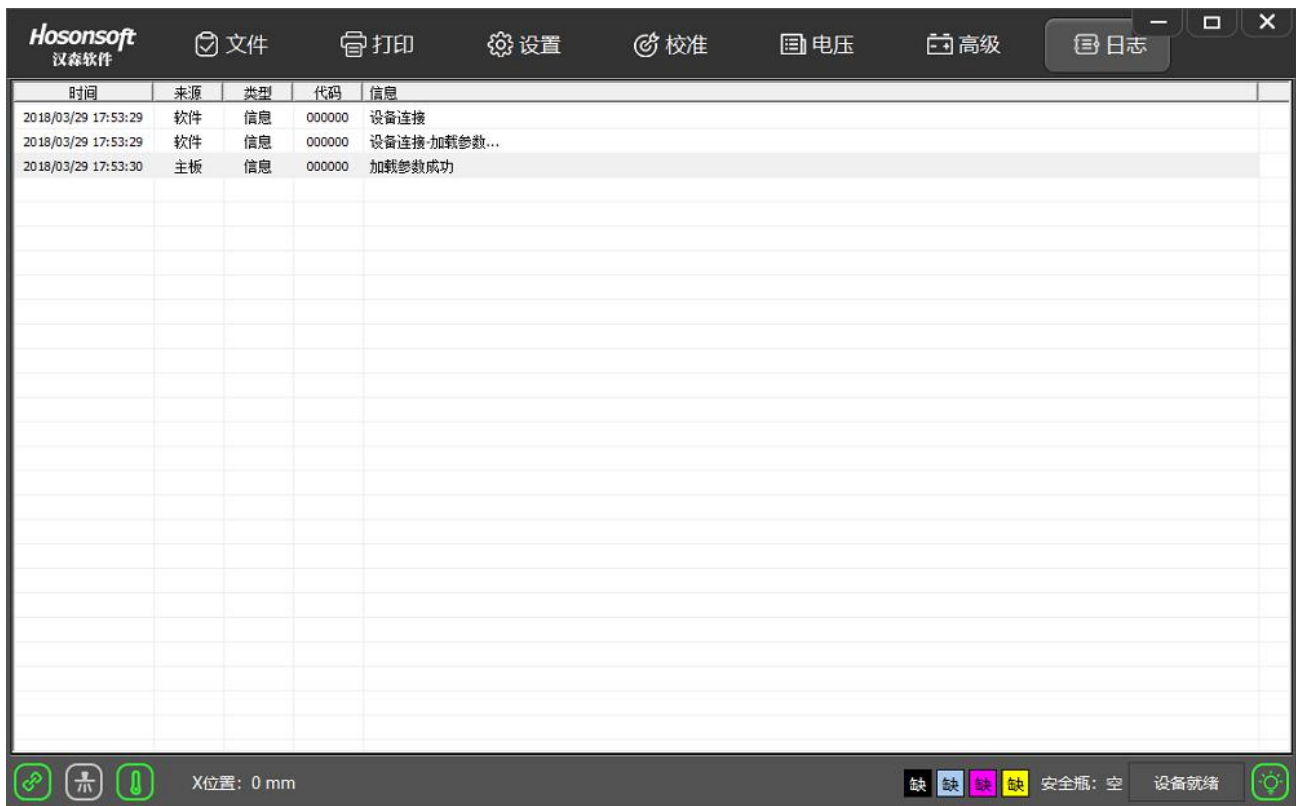 Hosonsoft
汉森软件
文件 打印 设置 校准 电压 高级 日志
时间 来源 类型 代码 信息
2018/03/29 17:53:29 软件 信息 000000 设备连接
2018/03/29 17:53:29 软件 信息 000000 设备连接-加载参数...
2018/03/29 17:53:30 主板 信息 000000 加载参数成功
X位置：0 mm 缺 缺 缺 缺 安全瓶：空 设备就绪